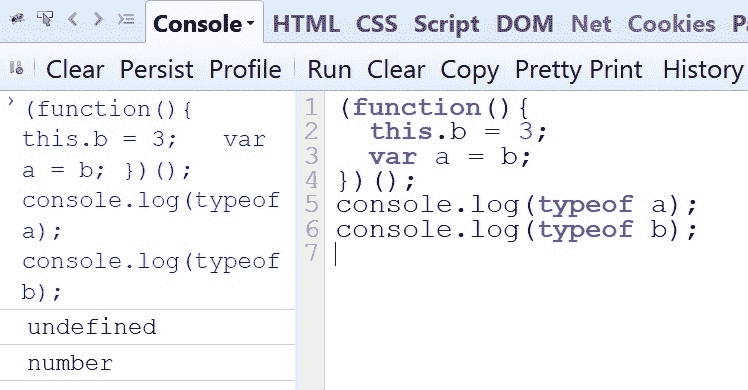 Console HTML CSS Script DOM Net Cookies
Clear Persist Profile Run Clear Copy Pretty Print History
(function(){
this.b = 3;   var
a = b; })();
console.log(typeof
a);
console.log(typeof
b);
undefined
number
1 (function(){
2   this.b = 3;
3   var a = b;
4 })();
5 console.log(typeof a);
6 console.log(typeof b);
7